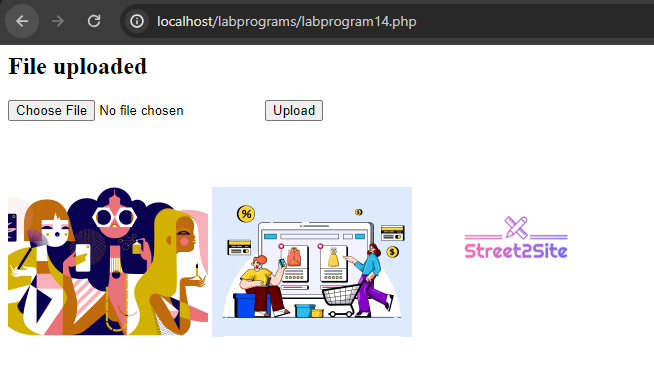 localhost/labprograms/labprogram14.php
File uploaded
Choose File No file chosen Upload
%
$
Street2Site